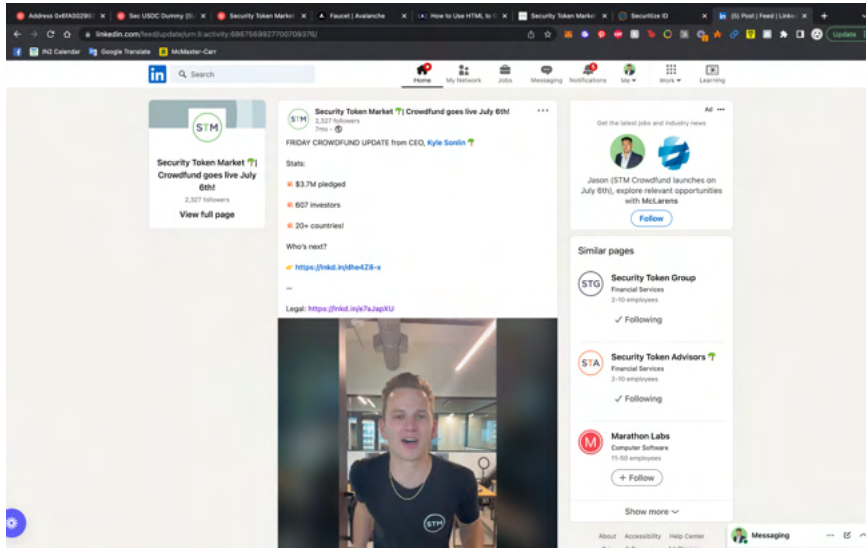 Address 0x6fA0029
Sec USDC Dummy
Security Token Market
Faucet | Avalanche
How to Use HTML to
Security Token Market
Securitize ID
(5) Post | Feed | Linke
linkedin.com/feed/update/urn:li:activity:6867569927700709376/
Update
IN2 Calendar
Google Translate
McMaster-Carr
in
Search
Home
My Network
Jobs
Messaging
Notifications
Me
Work
Learning
STM
Security Token Market 🌴|
Crowdfund goes live July
6th!
2,327 followers
View full page
STM
Security Token Market 🌴| Crowdfund goes live July 6th!
2,327 followers
7mo •
FRIDAY CROWDFUND UPDATE from CEO, Kyle Sonlin 🌴
Stats:
💥 $3.7M pledged
💥 607 investors
💥 20+ countries!
Who's next?
👉 https://lnkd.in/dhe4Z8-x
Legal: https://lnkd.in/e7aJapXU
STM
Ad •••
Get the latest jobs and industry news
Jason (STM Crowdfund launches on
July 6th), explore relevant opportunities
with McLarens
Follow
Similar pages
STG
Security Token Group
Financial Services
2-10 employees
✓ Following
STA
Security Token Advisors 🌴
Financial Services
2-10 employees
✓ Following
M
Marathon Labs
Computer Software
11-50 employees
+ Follow
Show more
About Accessibility Help Center
Messaging